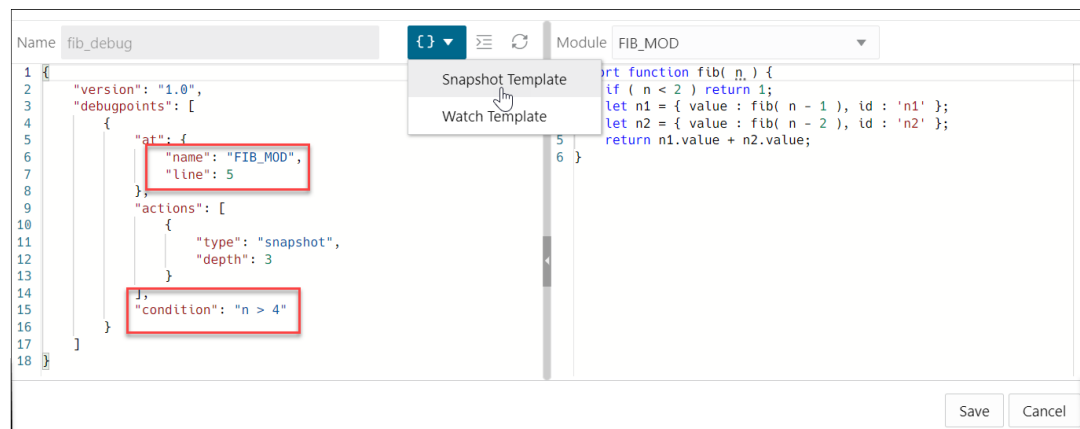 Name fib_debug {} Module FIB_MOD
Snapshot Template
Watch Template
1 {
2 "version": "1.0",
3 "debugpoints": [
4 {
5 "at": {
6 "name": "FIB_MOD",
7 "line": 5
8 },
9 "actions": [
10 {
11 "type": "snapshot",
12 "depth": 3
13 }
14 ],
15 "condition": "n > 4"
16 }
17 ]
18 }
ort function fib( n ) {
if ( n < 2 ) return 1;
let n1 = { value : fib( n - 1 ), id : 'n1' };
let n2 = { value : fib( n - 2 ), id : 'n2' };
5 return n1.value + n2.value;
6 }
Save Cancel